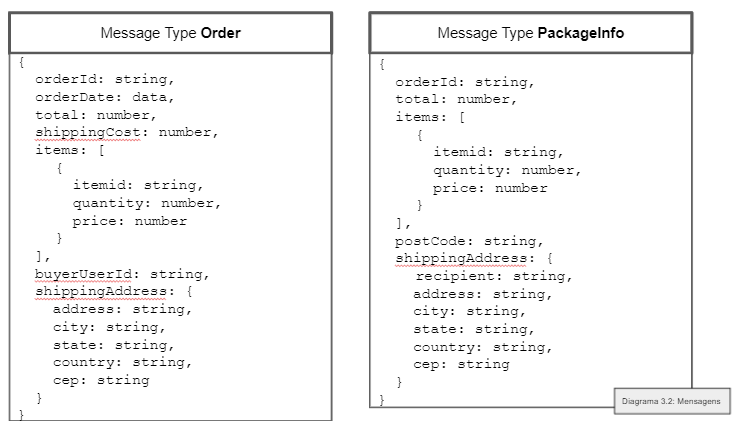 Message Type Order
{
orderId: string,
orderDate: data,
total: number,
shippingCost: number,
items: [
{
itemid: string,
quantity: number,
price: number
}
],
buyerUserId: string,
shippingAddress: {
address: string,
city: string,
state: string,
country: string,
cep: string
}
}
Message Type PackageInfo
{
orderId: string,
total: number,
items: [
{
itemid: string,
quantity: number,
price: number
}
],
postCode: string,
shippingAddress: {
recipient: string,
address: string,
city: string,
state: string,
country: string,
cep: string
}
}
Diagrama 3.2: Mensagens